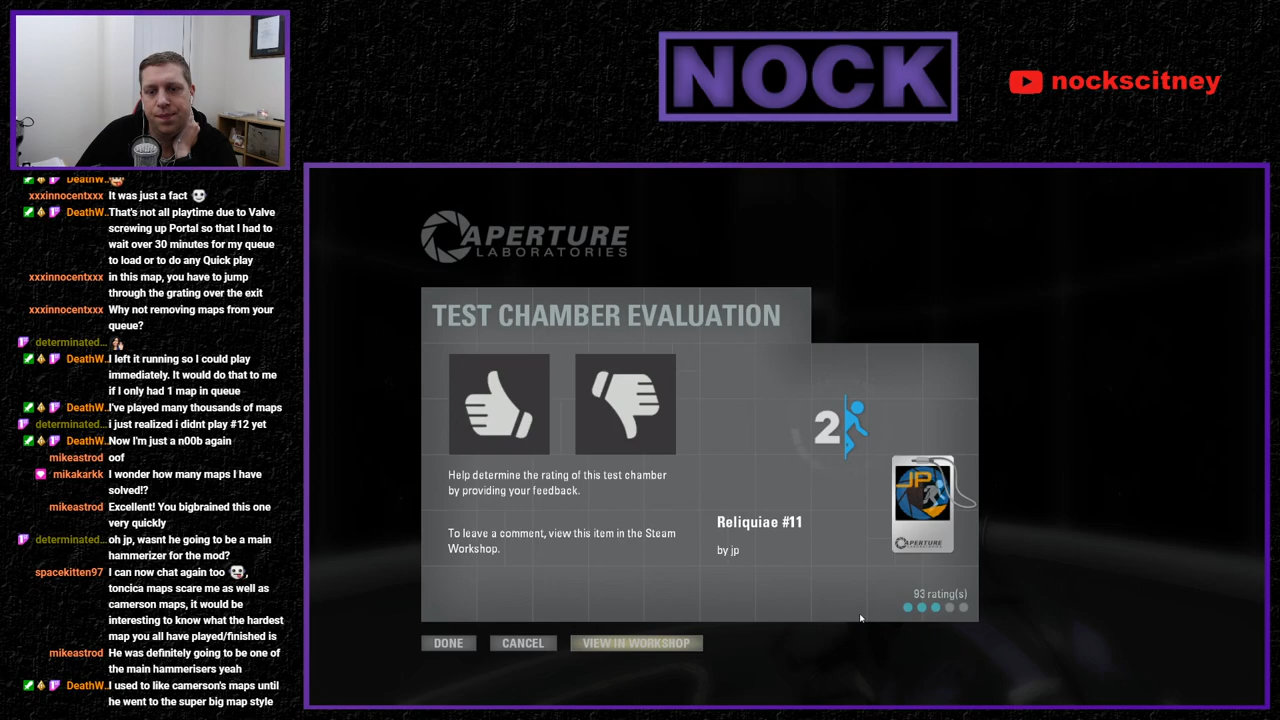 NOCK
nockscitney
DeathW..
xxxinnocentxxx It was just a fact
DeathW..That's not all playtime due to Valve
screwing up Portal so that I had to
wait over 30 minutes for my queue
to load or to do any Quick play
xxxinnocentxxx in this map, you have to jump
through the grating over the exit
xxxinnocentxxx Why not removing maps from your
queue?
determined...
DeathW..I left it running so I could play
immediately. It would do that to me
if I only had 1 map in queue
DeathW..I've played many thousands of maps
determined... i just realized i didnt play #12 yet
DeathW..Now I'm just a n00b again
mikeastrod oof
mikakarkk I wonder how many maps I have
solved!?
mikeastrod Excellent! You bigbrained this one
very quickly
determined... oh jp, wasnt he going to be a main
hammerizer for the mod?
spacekitten97 I can now chat again too ,
toncica maps scare me as well as
camerson maps, it would be
interesting to know what the hardest
map you all have played/finished is
mikeastrod He was definitely going to be one of
the main hammerisers yeah
DeathW..I used to like camerson's maps until
he went to the super big map style
APERTURE
LABORATORIES
TEST CHAMBER EVALUATION
2
Help determine the rating of this test chamber
by providing your feedback.
To leave a comment, view this item in the Steam
Workshop.
Reliquiae #11
by jp
JP
APERTURE
93 rating(s)
DONE
CANCEL
VIEW IN WORKSHOP